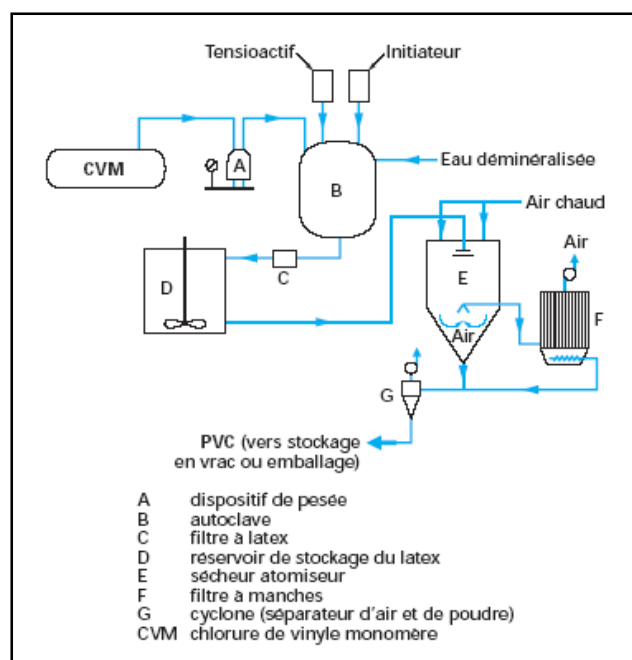 Tensioactif
Initiateur
CVM
A
B
Eau déminéralisée
Air chaud
Air
C
D
E
F
Air
G
PVC (vers stockage
en vrac ou emballage)
A dispositif de pesée
B autoclave
C filtre à latex
D réservoir de stockage du latex
E sécheur atomiseur
F filtre à manches
G cyclone (séparateur d'air et de poudre)
CVM chlorure de vinyle monomère